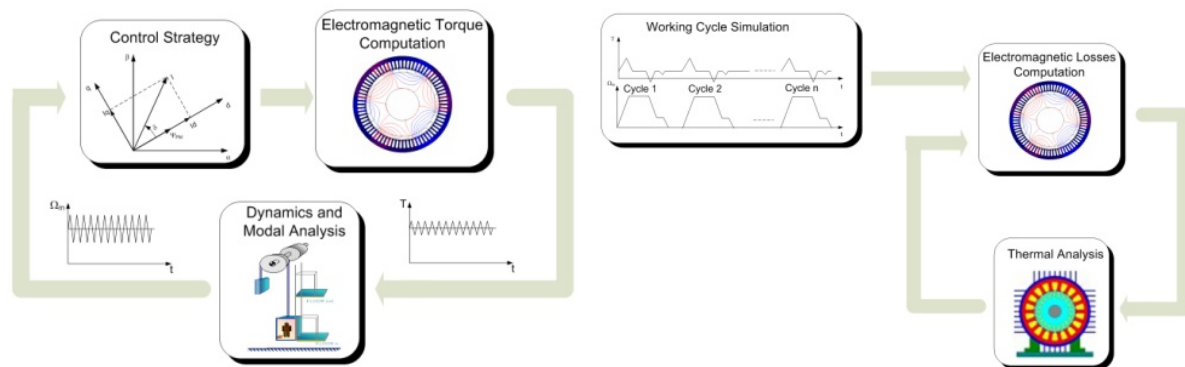 Control Strategy
β
α
Electromagnetic Torque
Computation
Ωm
t
Dynamics and
Modal Analysis
T
t
Working Cycle Simulation
T
t
Cycle 1
Cycle 2
Cycle n
t
Electromagnetic Losses
Computation
Thermal Analysis